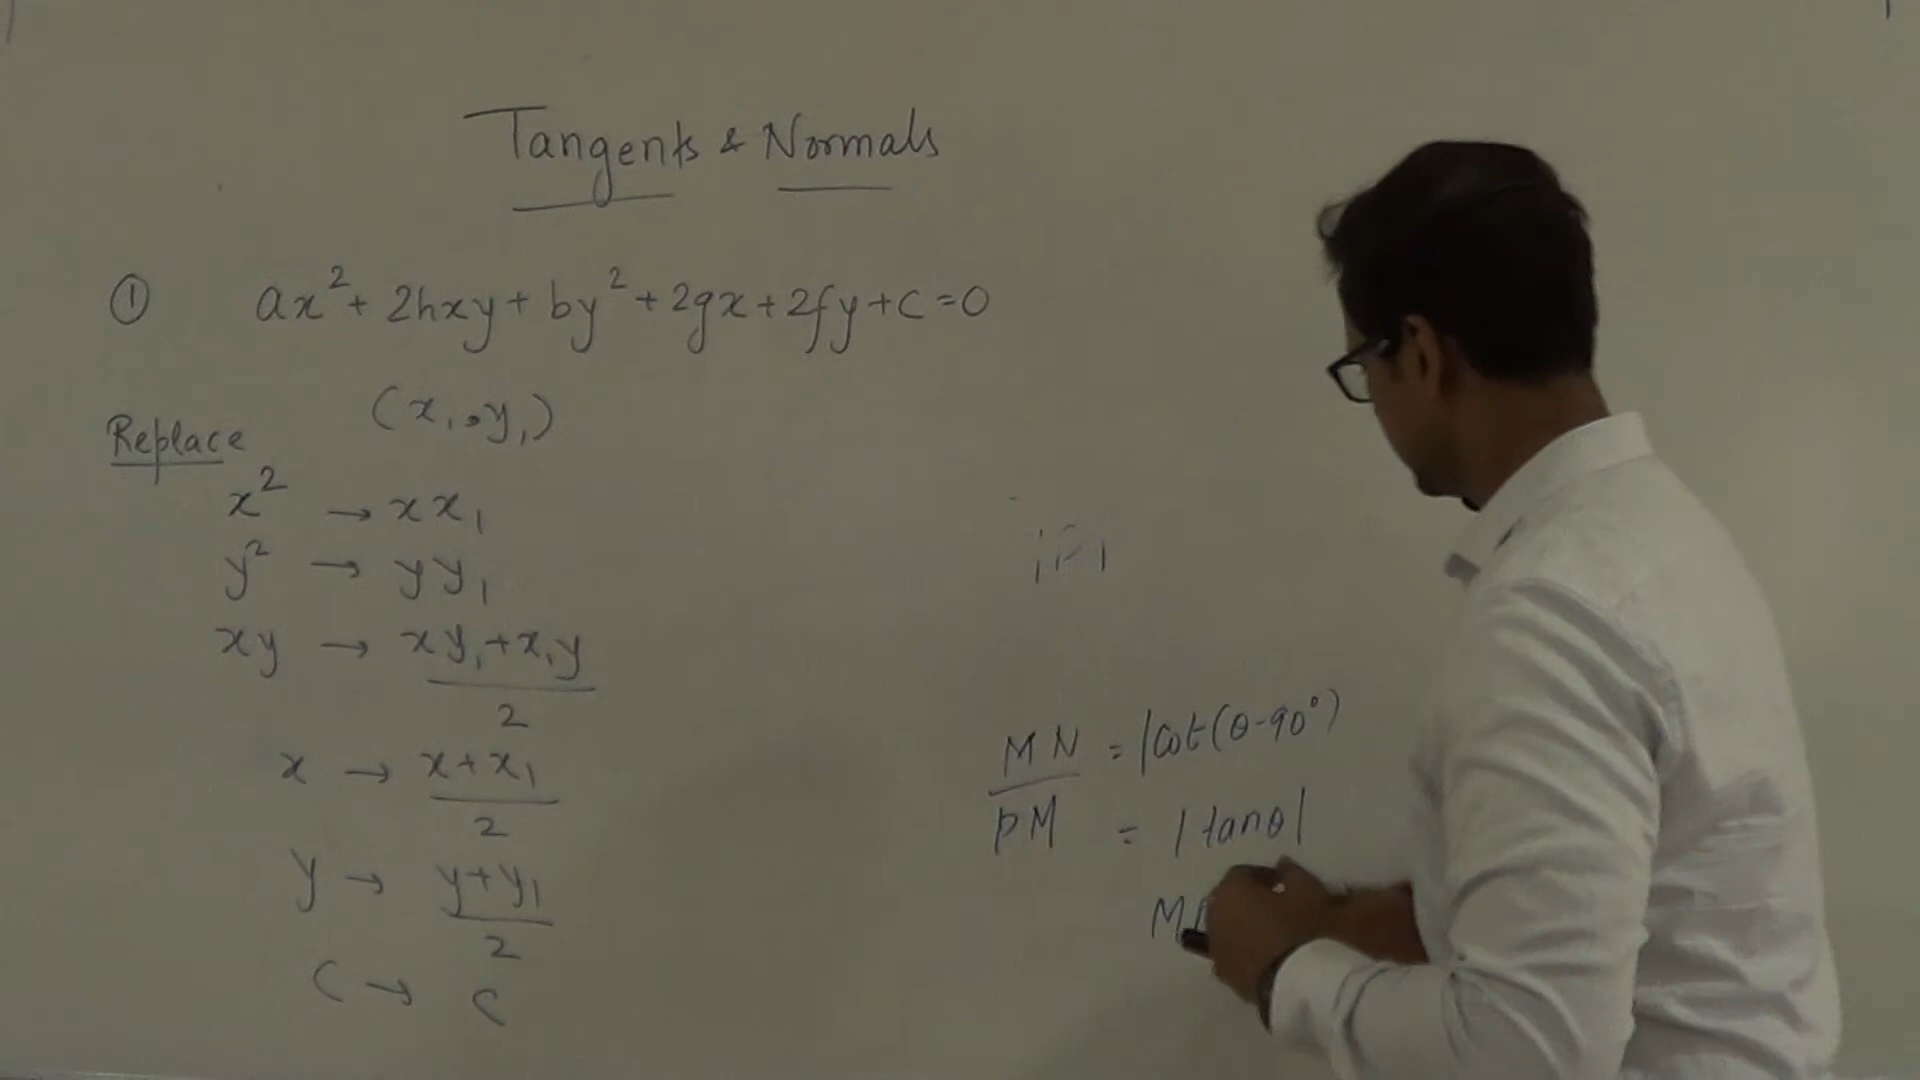 Tangents & Normals
① ax² + 2hxy + by² + 2gx + 2fy + c = 0
(x₁, y₁)
Replace
x² → xx₁
y² → yy₁
xy → xy₁ + x₁y / 2
x → x + x₁ / 2
y → y + y₁ / 2
C → C
MN / PM = |Cot(θ-90°)
= |tanθ|